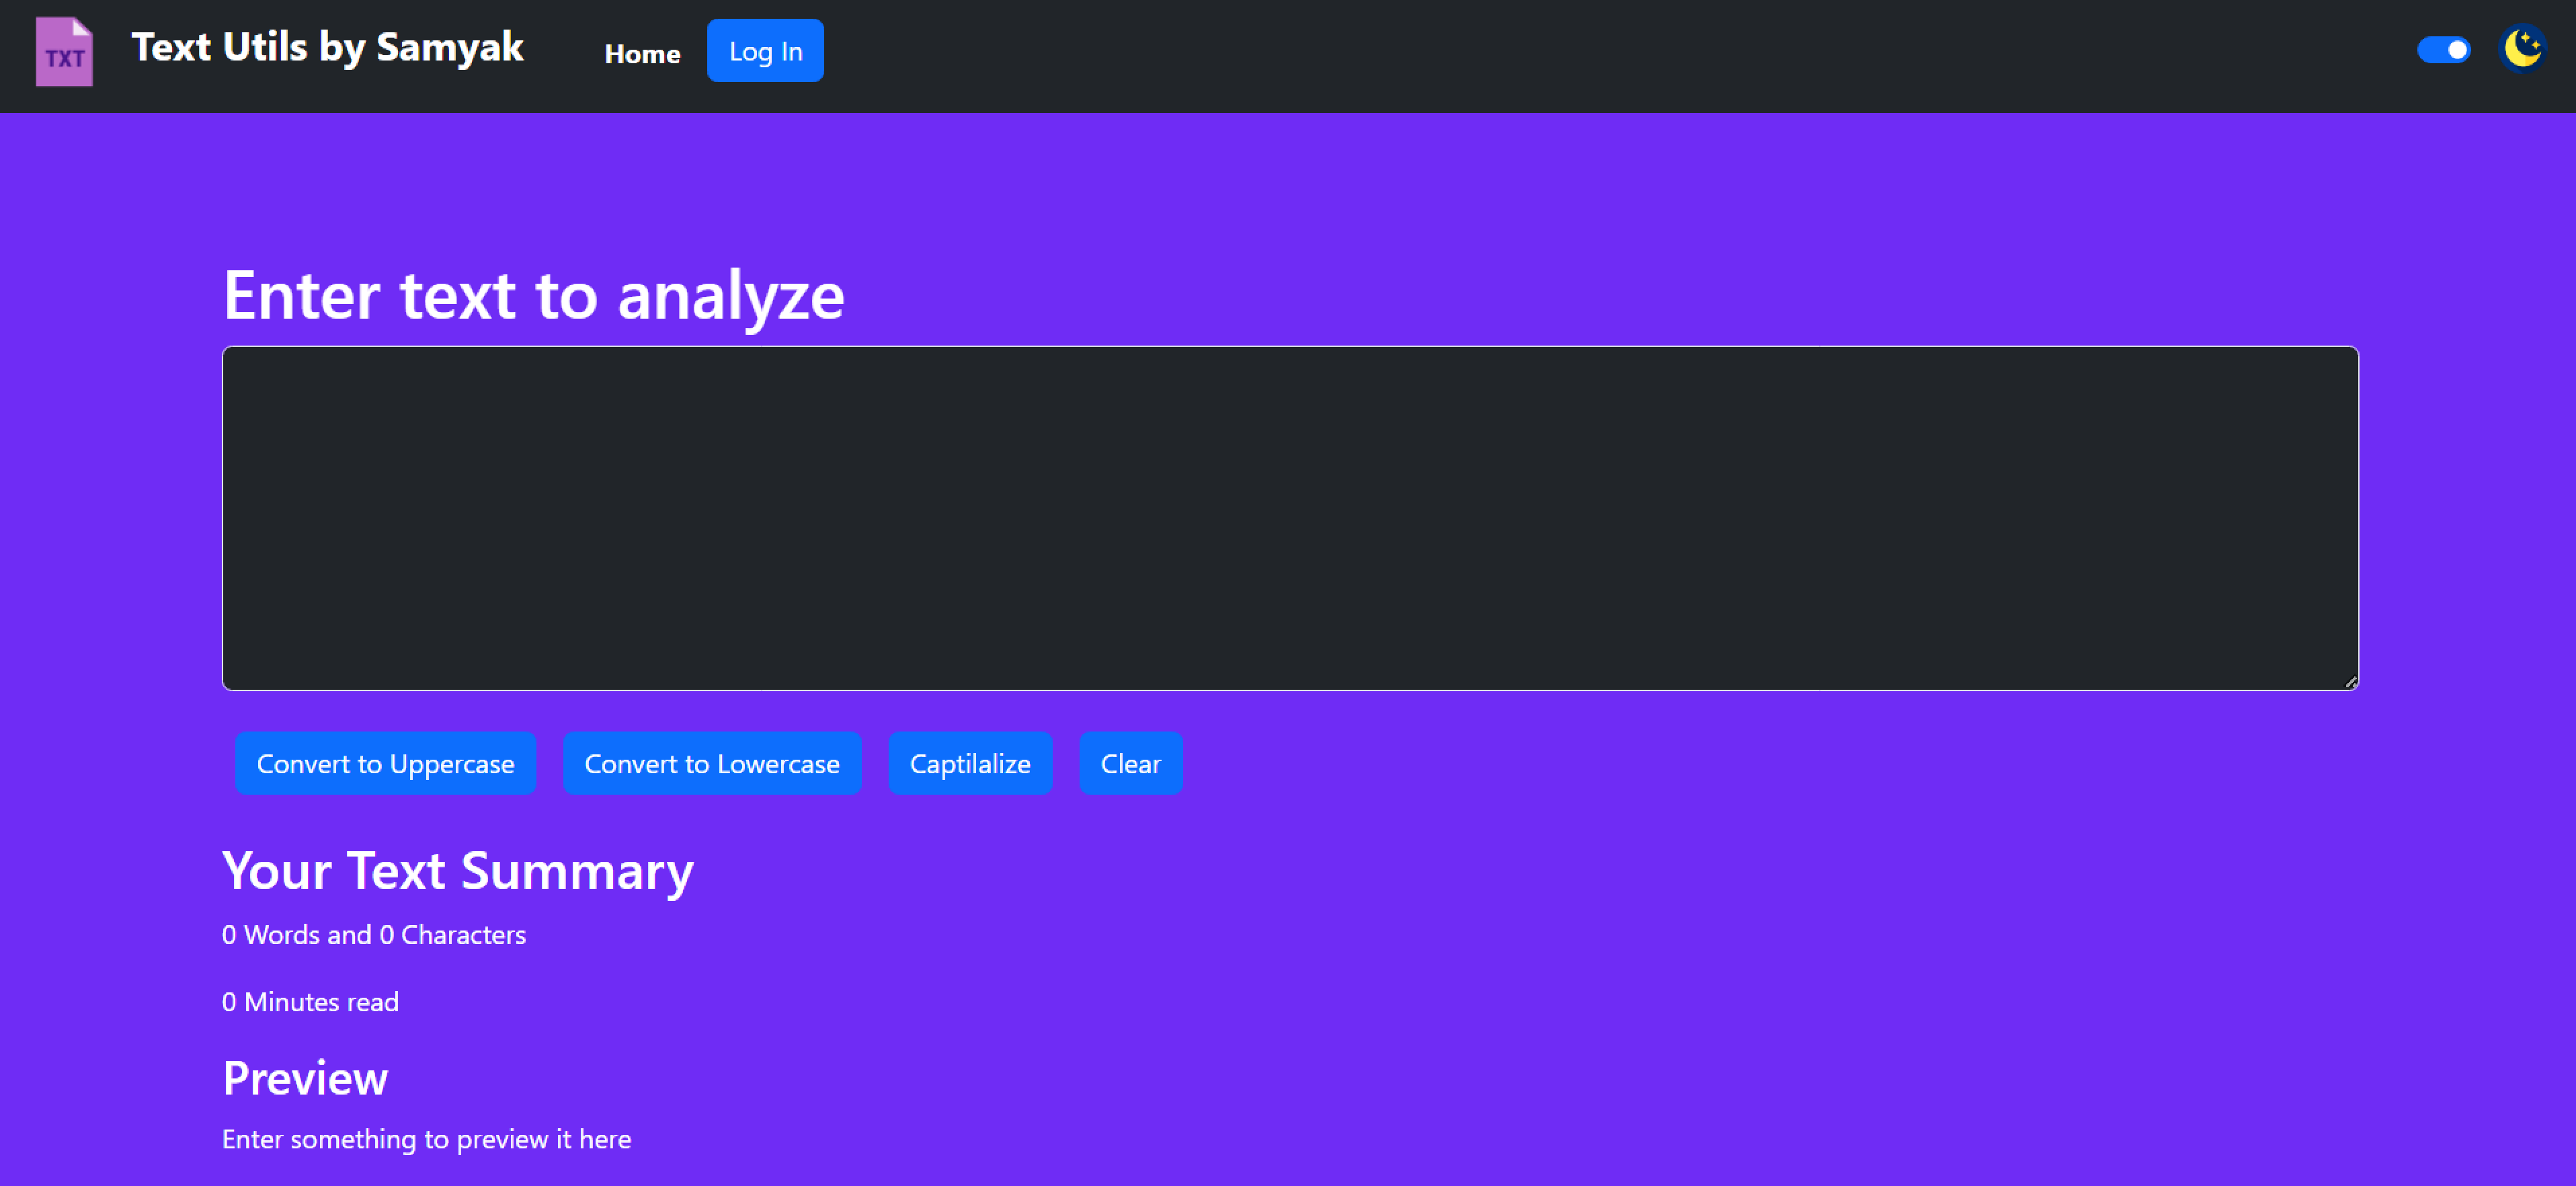 TXT
Text Utils by Samyak
Home
Log In
Enter text to analyze
Convert to Uppercase
Convert to Lowercase
Captilalize
Clear
Your Text Summary
0 Words and 0 Characters
0 Minutes read
Preview
Enter something to preview it here